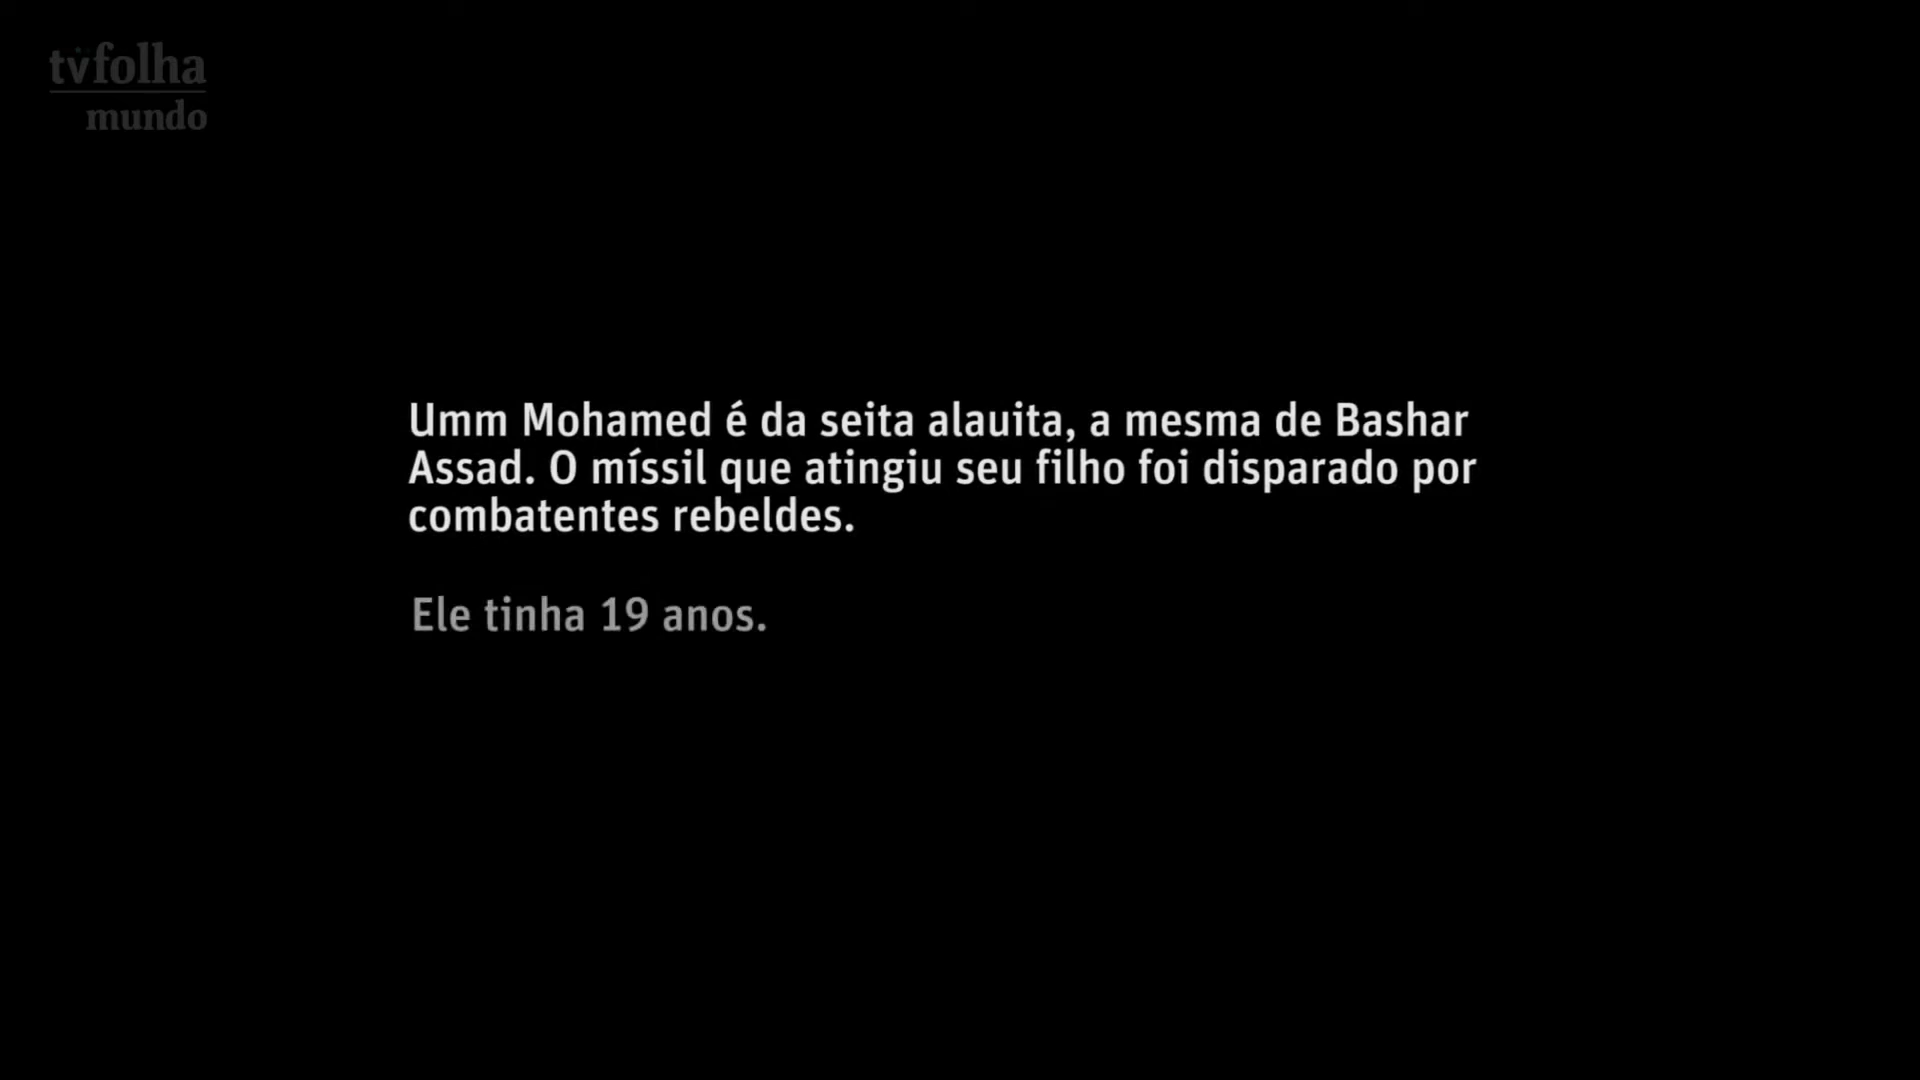 tvfolha
mundo
Umm Mohamed é da seita alauita, a mesma de Bashar
Assad. O míssil que atingiu seu filho foi disparado por
combatentes rebeldes.
Ele tinha 19 anos.